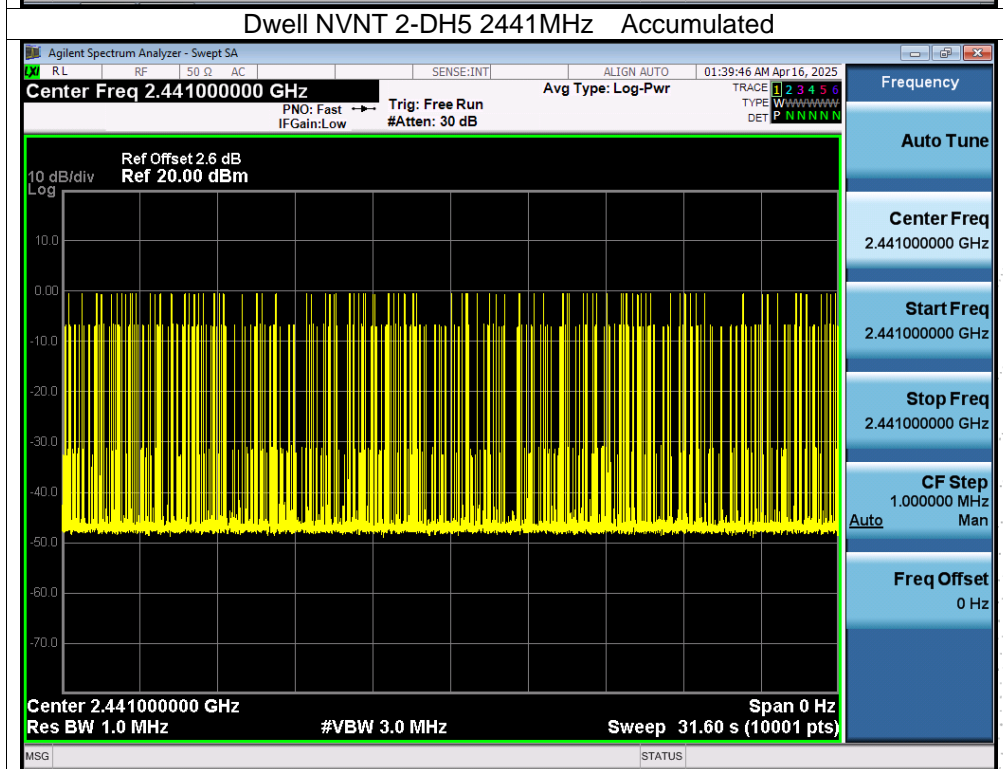 Dwell NVNT 2-DH5 2441MHz Accumulated
Agilent Spectrum Analyzer - Swept SA
LXI RL RF 50 Ω AC SENSE:INT ALIGN AUTO 01:39:46 AM Apr 16, 2025
Center Freq 2.441000000 GHz
PNO: Fast
IFGain:Low
Trig: Free Run
#Atten: 30 dB
Avg Type: Log-Pwr
TRACE 1 2 3 4 5 6
TYPE WWWWWWW
DET P N N N N N
Ref Offset 2.6 dB
10 dB/div Ref 20.00 dBm
Log
10.0
0.00
-10.0
-20.0
-30.0
-40.0
-50.0
-60.0
-70.0
Center 2.441000000 GHz Span 0 Hz
Res BW 1.0 MHz #VBW 3.0 MHz Sweep 31.60 s (10001 pts)
MSG STATUS
Frequency
Auto Tune
Center Freq
2.441000000 GHz
Start Freq
2.441000000 GHz
Stop Freq
2.441000000 GHz
CF Step
1.000000 MHz
Auto Man
Freq Offset
0 Hz